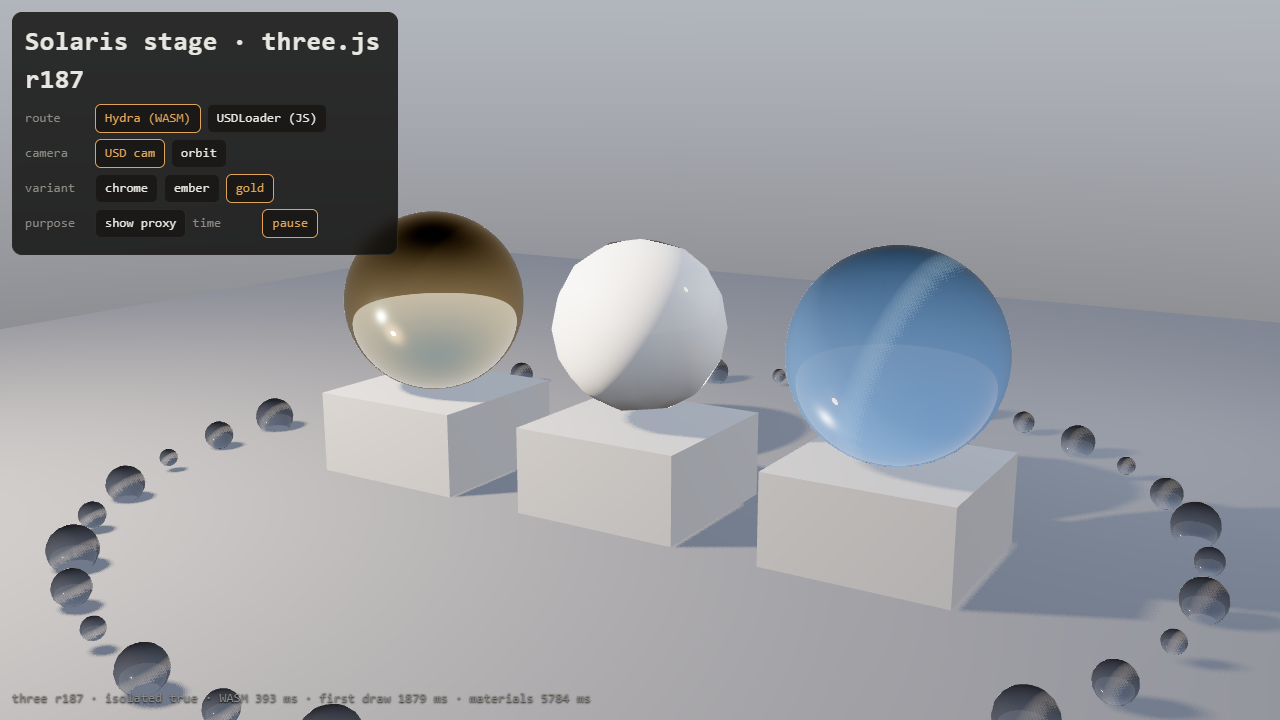 Solaris stage · three.js
r187
route Hydra (WASM) USDLoader (JS)
camera USD cam orbit
variant chrome ember gold
purpose show proxy time pause
three r187 · isolated true · WASM 393 ms · first draw 1879 ms · materials 5784 ms